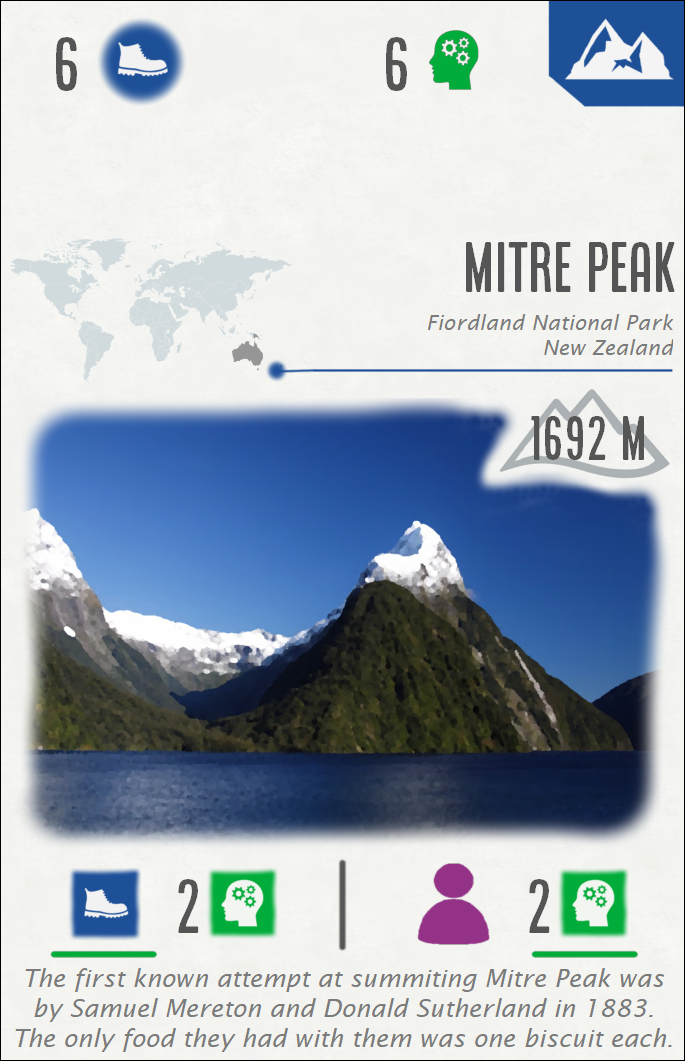 6 6
MITRE PEAK
Fiordland National Park
New Zealand
1692 M
2 2
The first known attempt at summiting Mitre Peak was
by Samuel Mereton and Donald Sutherland in 1883.
The only food they had with them was one biscuit each.